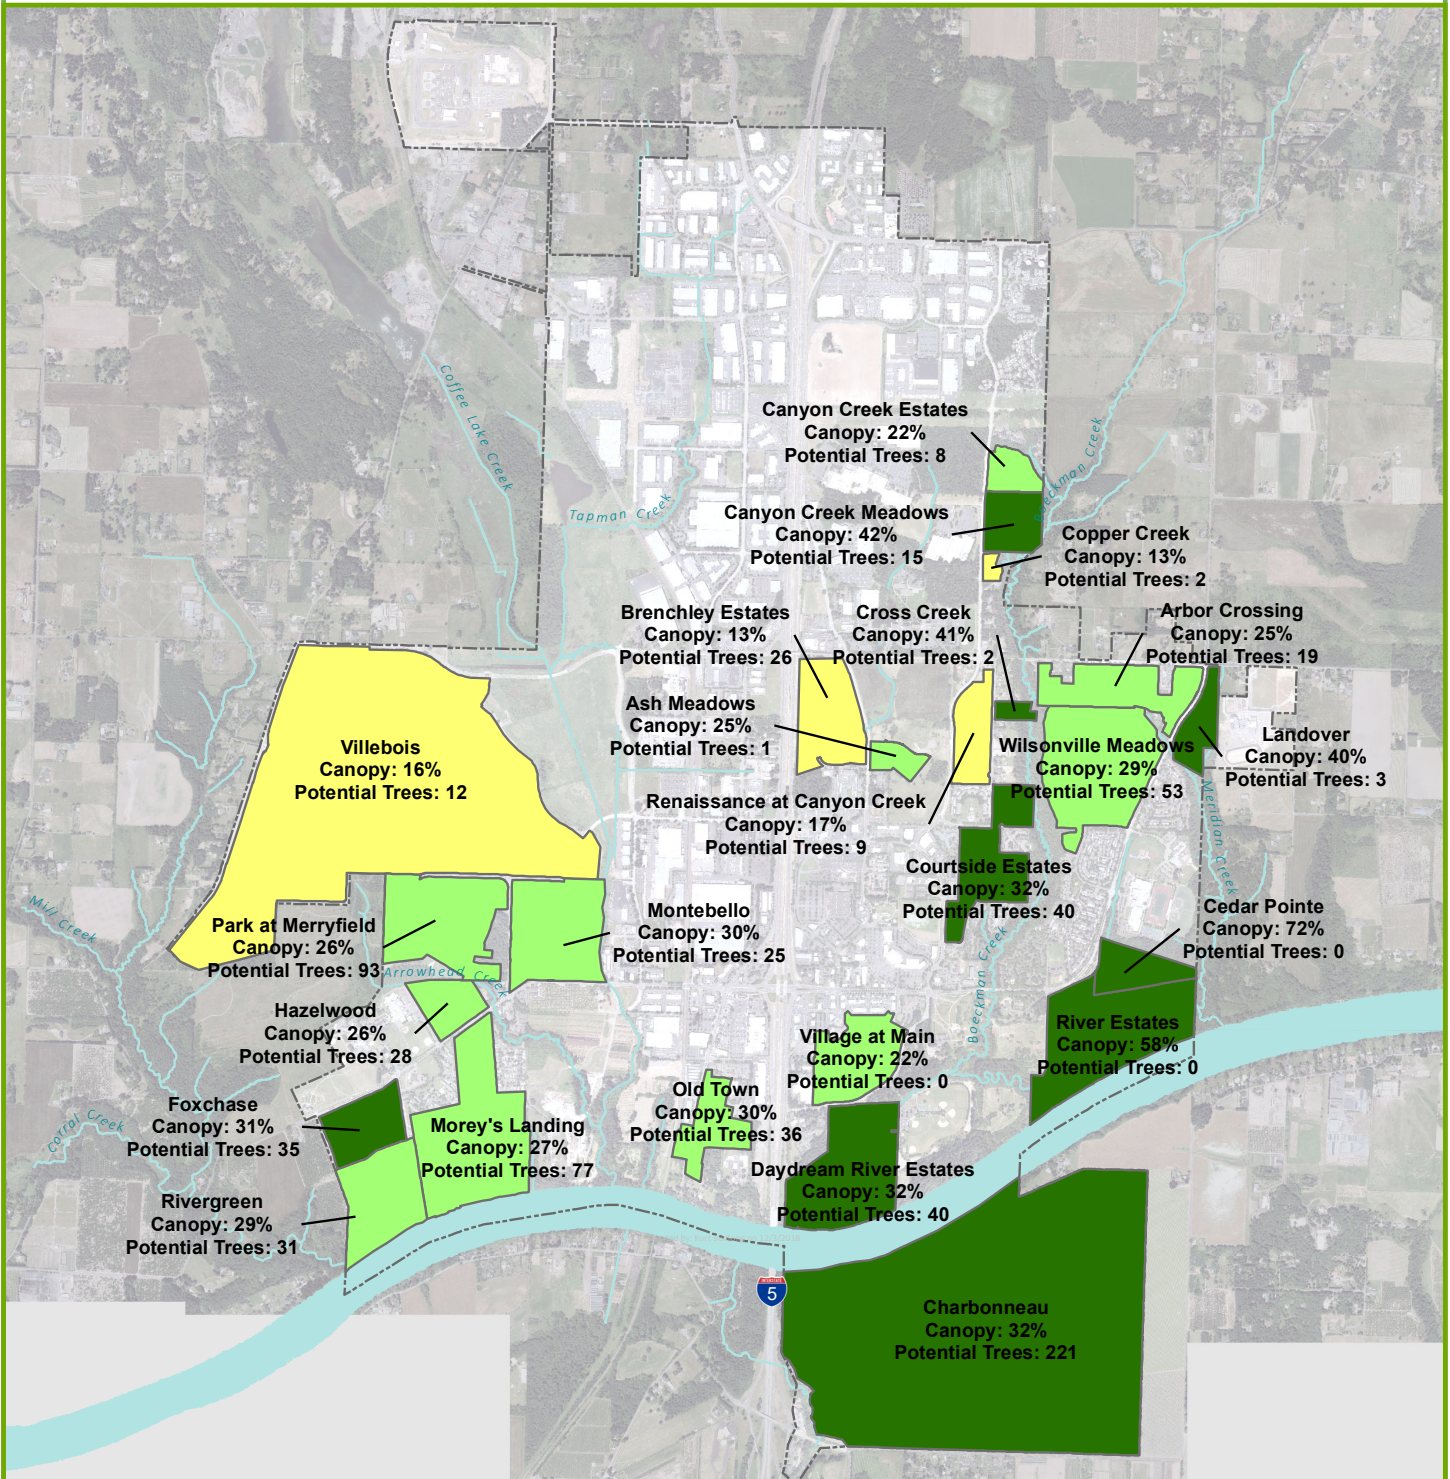 Canyon Creek Estates
Canopy: 22%
Potential Trees: 8
Coffee Lake Creek
Boeckman Creek
Tapman Creek
Canyon Creek Meadows
Canopy: 42%
Potential Trees: 15
Copper Creek
Canopy: 13%
Potential Trees: 2
Brenchley Estates
Canopy: 13%
Potential Trees: 26
Cross Creek
Canopy: 41%
Potential Trees: 2
Arbor Crossing
Canopy: 25%
Potential Trees: 19
Ash Meadows
Canopy: 25%
Potential Trees: 1
Villebois
Canopy: 16%
Potential Trees: 12
Wilsonville Meadows
Canopy: 29%
Potential Trees: 53
Landover
Canopy: 40%
Potential Trees: 3
Renaissance at Canyon Creek
Canopy: 17%
Potential Trees: 9
Meridian Creek
Courtside Estates
Canopy: 32%
Potential Trees: 40
Mill Creek
Park at Merryfield
Canopy: 26%
Potential Trees: 93
Montebello
Canopy: 30%
Potential Trees: 25
Cedar Pointe
Canopy: 72%
Potential Trees: 0
Arrowhead Creek
Boeckman Creek
Hazelwood
Canopy: 26%
Potential Trees: 28
Village at Main
Canopy: 22%
Potential Trees: 0
River Estates
Canopy: 58%
Potential Trees: 0
Corral Creek
Foxchase
Canopy: 31%
Potential Trees: 35
Morey's Landing
Canopy: 27%
Potential Trees: 77
Old Town
Canopy: 30%
Potential Trees: 36
Daydream River Estates
Canopy: 32%
Potential Trees: 40
Rivergreen
Canopy: 29%
Potential Trees: 31
INTERSTATE
5
Charbonneau
Canopy: 32%
Potential Trees: 221